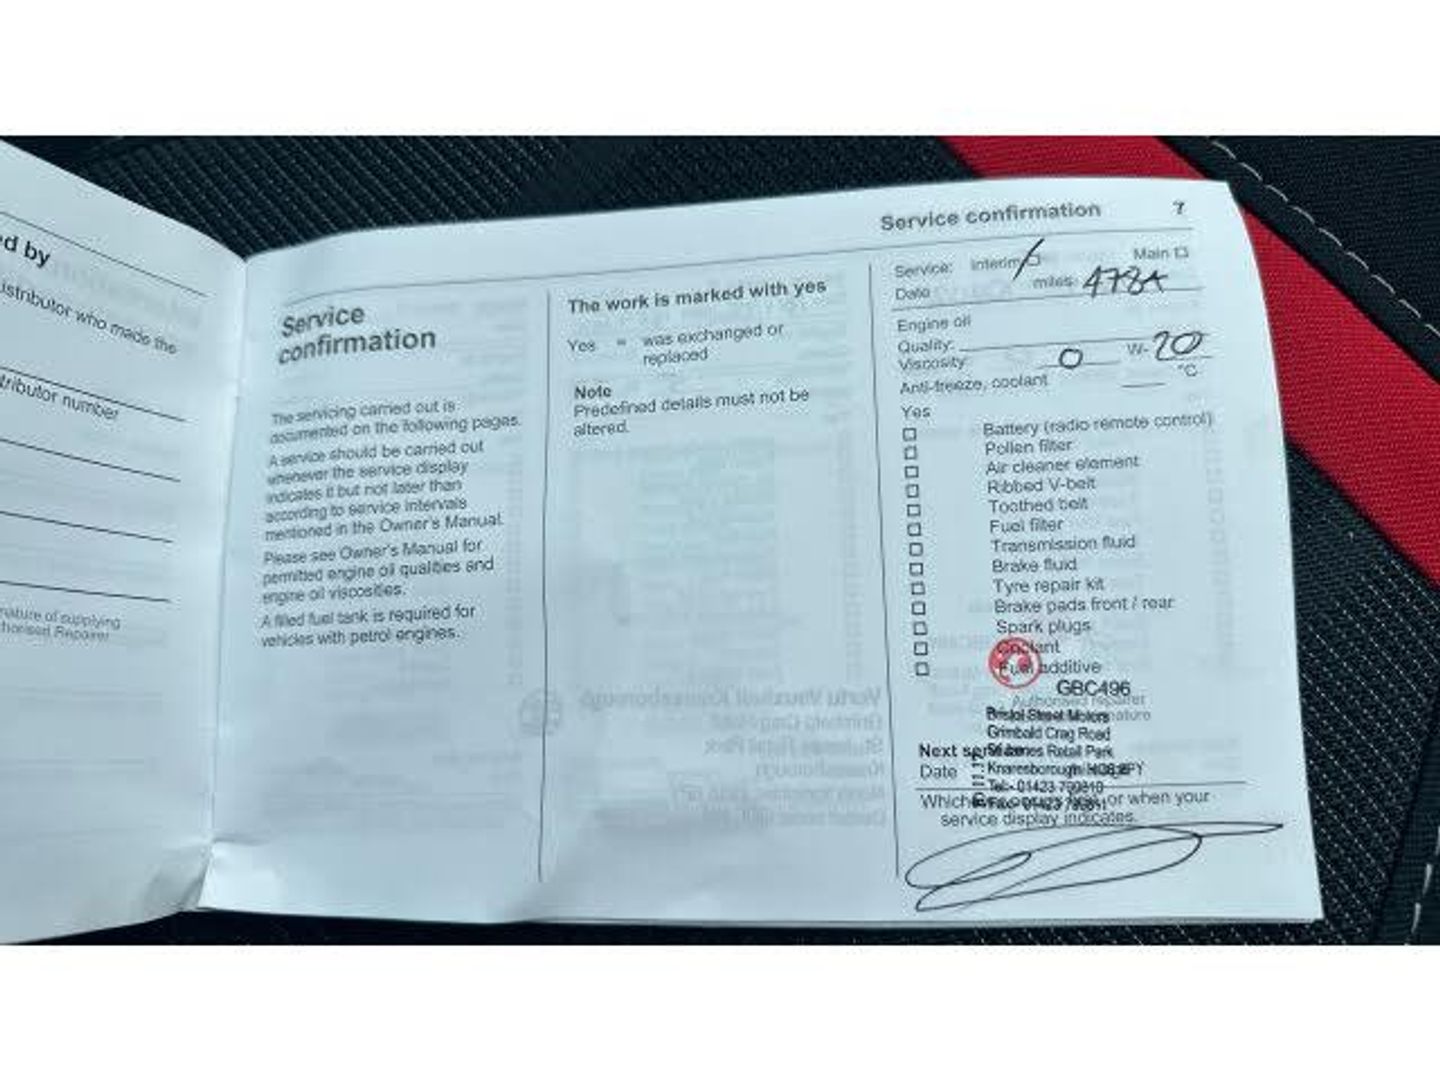 ed by
istributor who made the
tributor number
nature of supplying
thorised Repairer
Service
confirmation
The servicing carried out is
documented on the following pages.
A service should be carried out
whenever the service display
indicates it but not later than
according to service intervals
mentioned in the Owner's Manual.
Please see Owner's Manual for
permitted engine oil qualities and
engine oil viscosities.
A filled fuel tank is required for
vehicles with petrol engines.
The work is marked with yes
Yes = was exchanged or
replaced
Note
Predefined details must not be
altered.
Service confirmation 7
Service: Interim Main
Date miles:
Engine oil
Quality:
Viscosity: 0 W- 20
Anti-freeze, coolant °C
Yes
Battery (radio remote control)
Pollen filter
Air cleaner element
Ribbed V-belt
Toothed belt
Fuel filter
Transmission fluid
Brake fluid
Tyre repair kit
Brake pads front / rear
Spark plugs
Coolant
Fuel additive
GBC496
Authorised repairer
Bristol Street Motors
Grimbald Crag Road
St James Retail Park
Next service
Date Knaresborough
Tel:- 01423 799810
or when your
service display indicates.